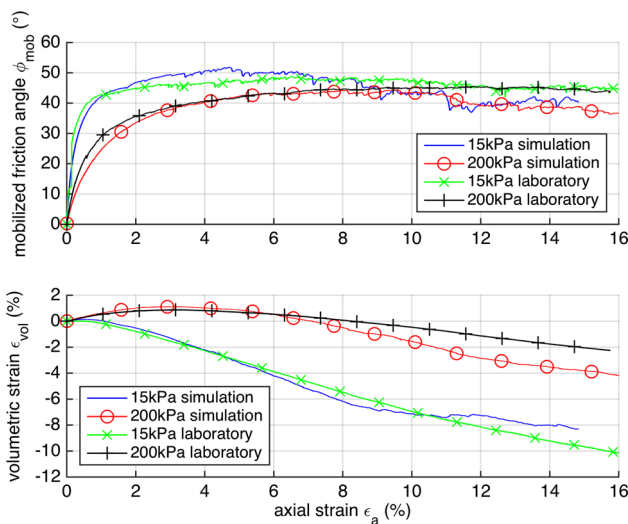 mobilized friction angle ϕmob (°)
60
50
40
30
20
10
0
0 2 4 6 8 10 12 14 16
15kPa simulation
200kPa simulation
15kPa laboratory
200kPa laboratory
volumetric strain ϵvol (%)
2
0
-2
-4
-6
-8
-10
-12
0 2 4 6 8 10 12 14 16
15kPa simulation
200kPa simulation
15kPa laboratory
200kPa laboratory
axial strain ϵa (%)